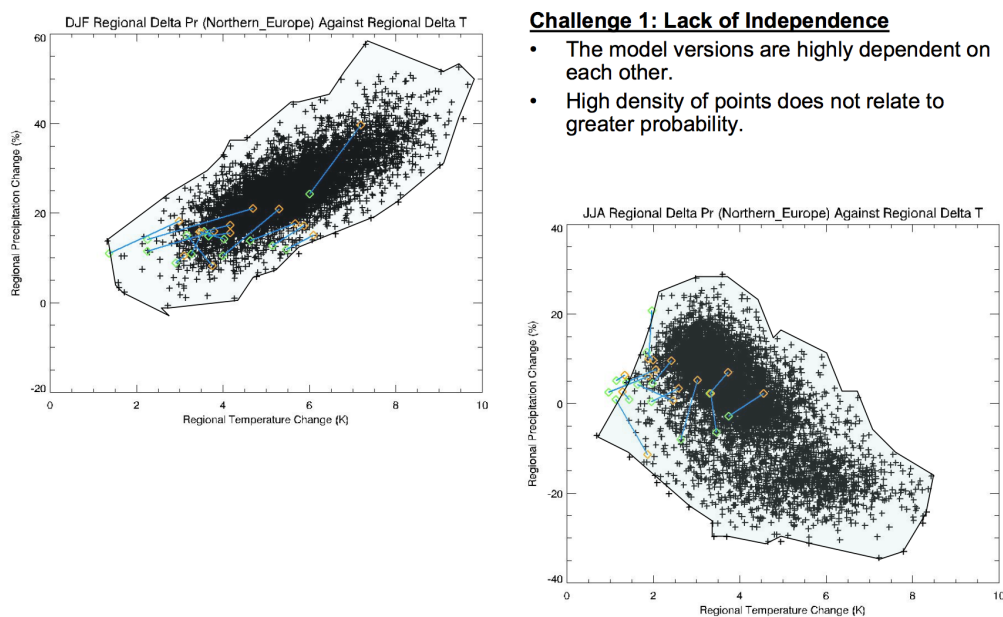 DJF Regional Delta Pr (Northern_Europe) Against Regional Delta T
60
40
20
0
-20
Regional Precipitation Change (%)
0 2 4 6 8 10
Regional Temperature Change (K)
Challenge 1: Lack of Independence
• The model versions are highly dependent on
each other.
• High density of points does not relate to
greater probability.
JJA Regional Delta Pr (Northern_Europe) Against Regional Delta T
40
20
0
-20
-40
Regional Precipitation Change (%)
0 2 4 6 8 10
Regional Temperature Change (K)